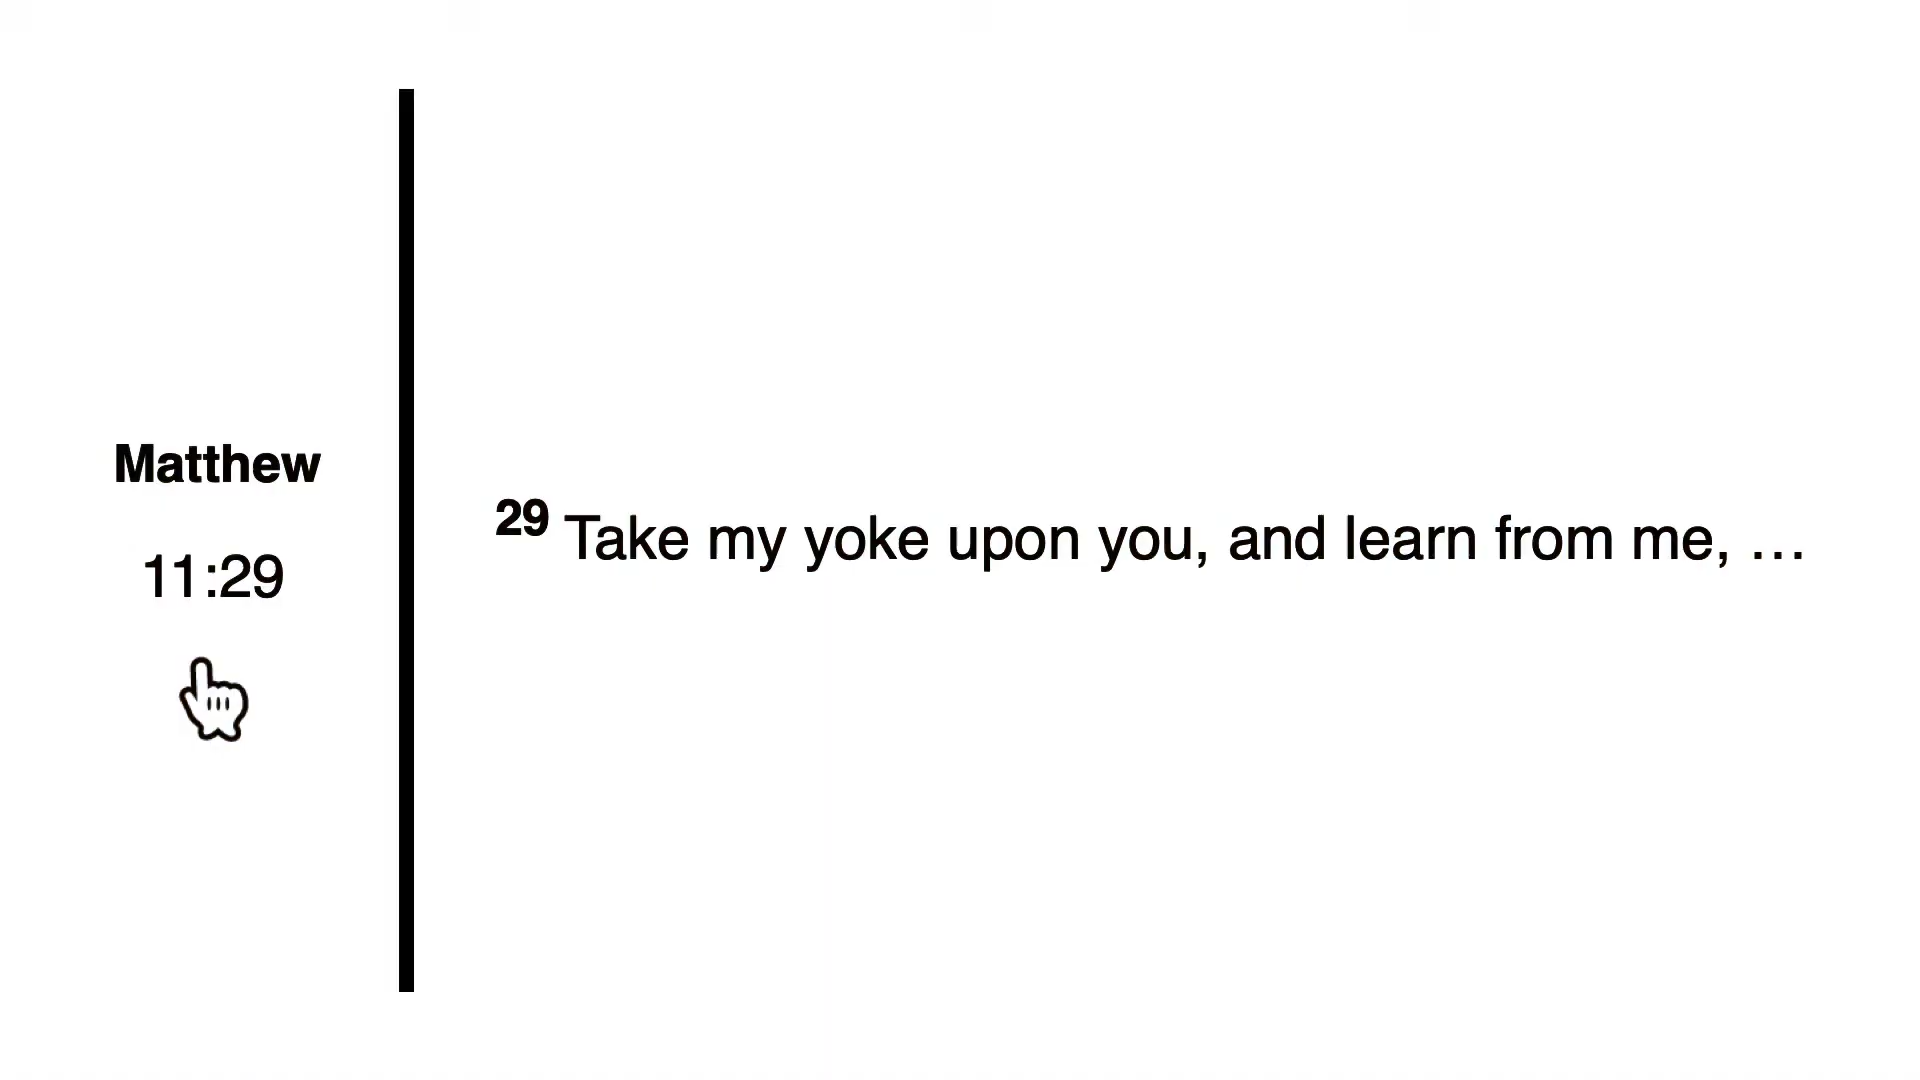 Matthew
11:29
29 Take my yoke upon you, and learn from me, …